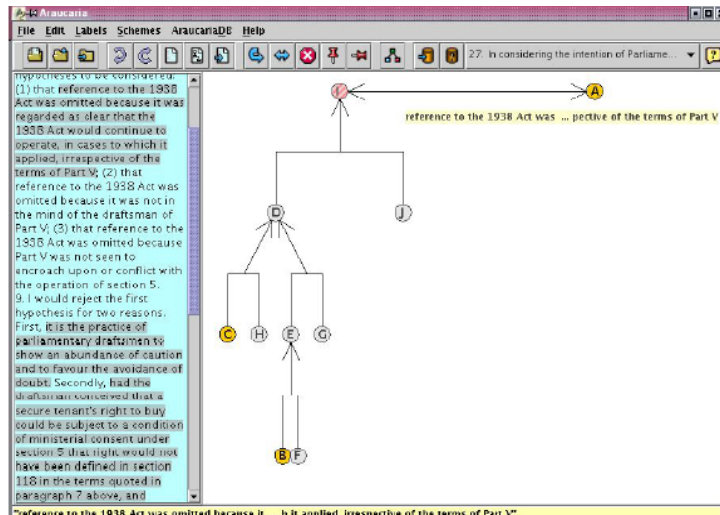 Araucaria
File Edit Labels Schemes AraucariaDB Help
27. In considering the intention of Parliame...
hypotheses to be considered:
(1) that reference to the 1938
Act was omitted because it was
regarded as clear that the
1938 Act would continue to
operate, in cases to which it
applied, irrespective of the
terms of Part V; (2) that
reference to the 1938 Act was
omitted because it was not in
the mind of the draftsman of
Part V; (3) that reference to the
1938 Act was omitted because
Part V was not seen to
encroach upon or conflict with
the operation of section 5.
9. I would reject the first
hypothesis for two reasons.
First, it is the practice of
parliamentary draftsmen to
show an abundance of caution
and to favour the avoidance of
doubt. Secondly, had the
draftsman conceived that a
secure tenant's right to buy
could be subject to a condition
of ministerial consent under
section 5 that right would not
have been defined in section
118 in the terms quoted in
paragraph 7 above, and
A
reference to the 1938 Act was ... pective of the terms of Part V
D
J
C
H
E
G
B
F
"reference to the 1938 Act was omitted because it ... h it applied, irrespective of the terms of Part V"